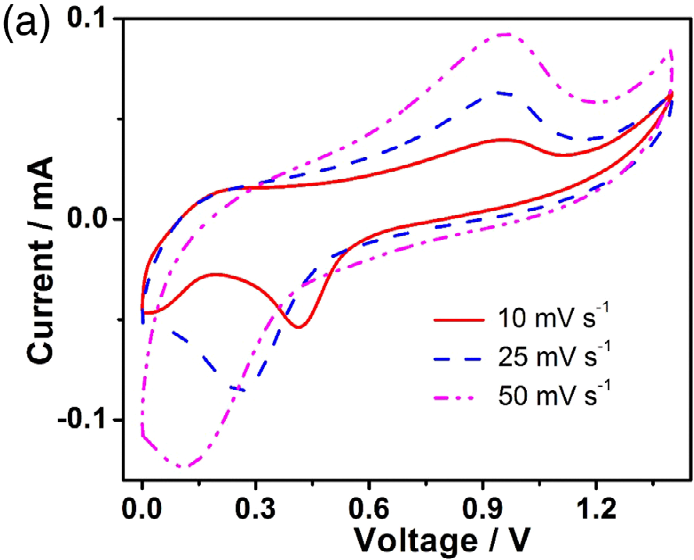 (a)
0.1
0.0
-0.1
Current / mA
10 mV s⁻¹
25 mV s⁻¹
50 mV s⁻¹
0.0 0.3 0.6 0.9 1.2
Voltage / V